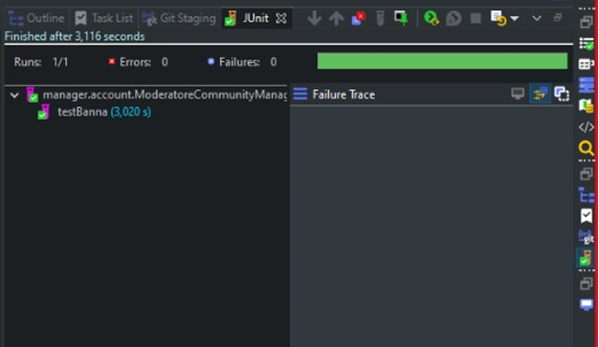 Outline Task List Git Staging JUnit
Finished after 3,116 seconds
Runs: 1/1 Errors: 0 Failures: 0
manager.account.ModeratoreCommunityManag
testBanna (3,020 s)
Failure Trace
git